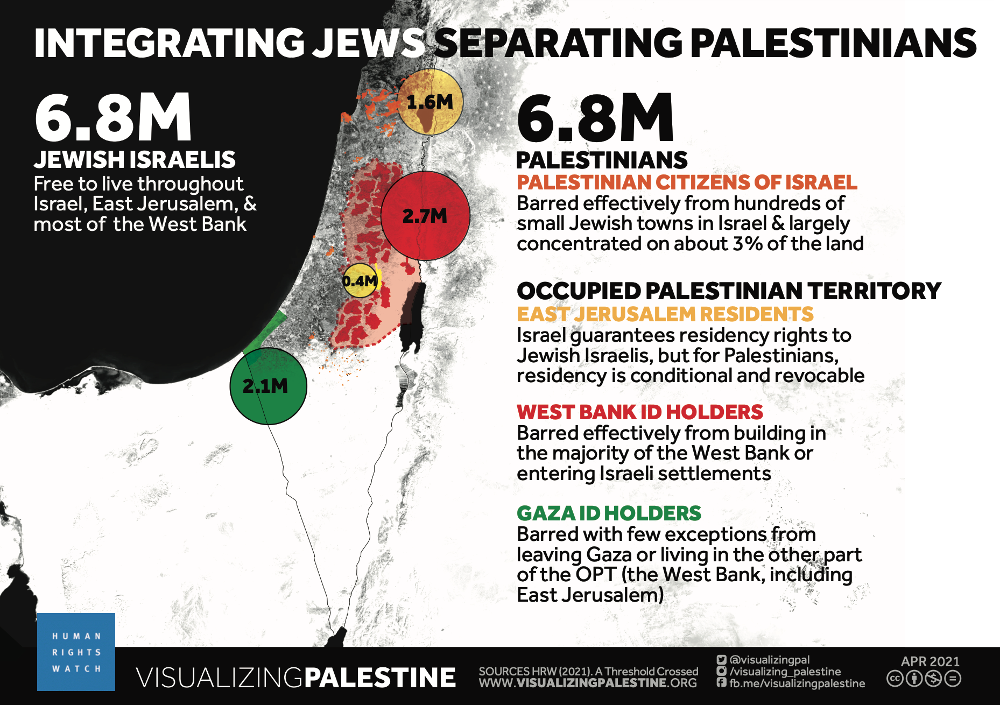 INTEGRATING JEWS SEPARATING PALESTINIANS
6.8M
JEWISH ISRAELIS
Free to live throughout
Israel, East Jerusalem, &
most of the West Bank
1.6M
2.7M
0.4M
2.1M
6.8M
PALESTINIANS
PALESTINIAN CITIZENS OF ISRAEL
Barred effectively from hundreds of
small Jewish towns in Israel & largely
concentrated on about 3% of the land
OCCUPIED PALESTINIAN TERRITORY
EAST JERUSALEM RESIDENTS
Israel guarantees residency rights to
Jewish Israelis, but for Palestinians,
residency is conditional and revocable
WEST BANK ID HOLDERS
Barred effectively from building in
the majority of the West Bank or
entering Israeli settlements
GAZA ID HOLDERS
Barred with few exceptions from
leaving Gaza or living in the other part
of the OPT (the West Bank, including
East Jerusalem)
HUMAN
RIGHTS
WATCH
VISUALIZINGPALESTINE
SOURCES HRW (2021). A Threshold Crossed
WWW.VISUALIZINGPALESTINE.ORG
@visualizingpal
/visualizing_palestine
fb.me/visualizingpalestine
APR 2021
cc